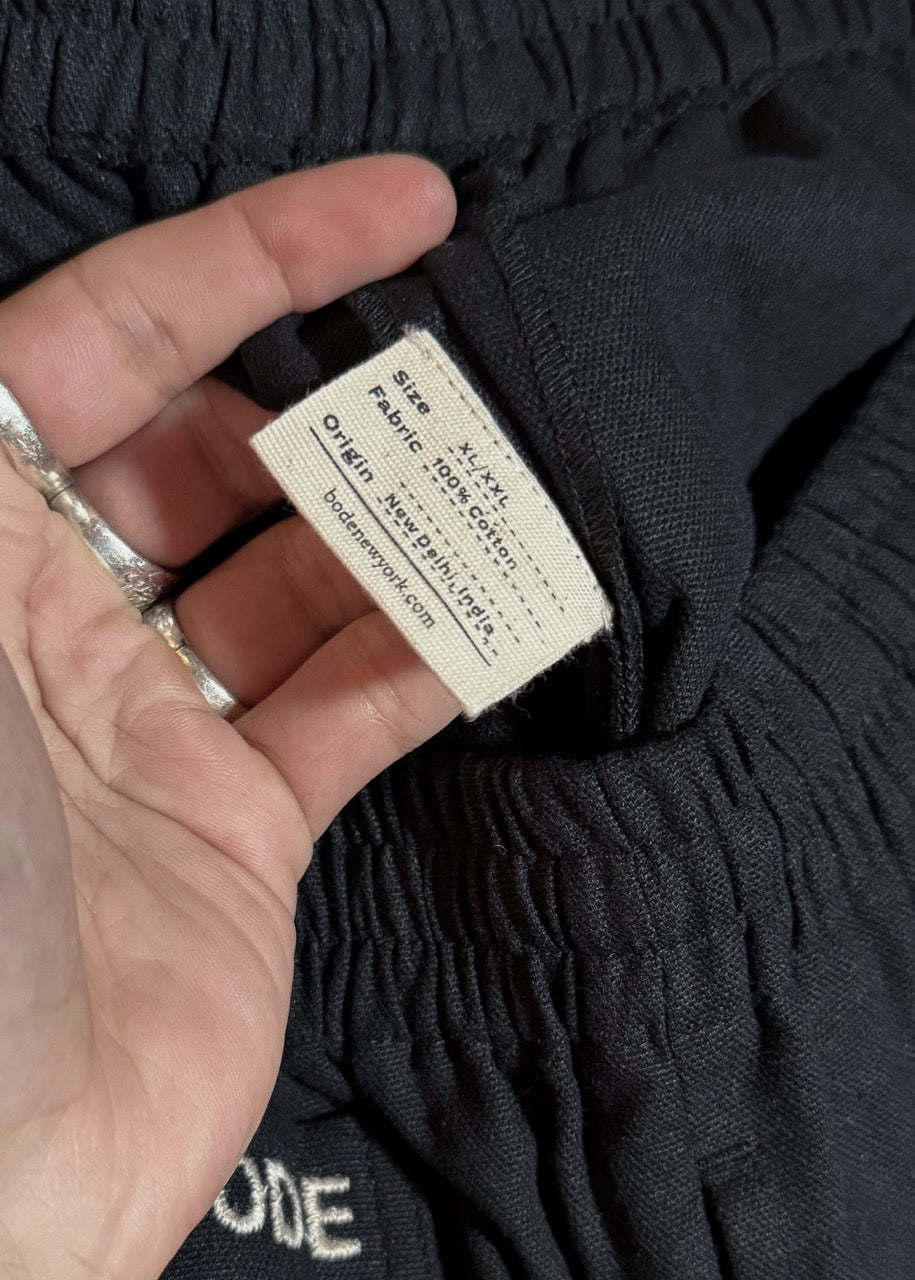 Size XL/XXL
Fabric 100% Cotton
Origin New Delhi, India
bodenewyork.com
ODE